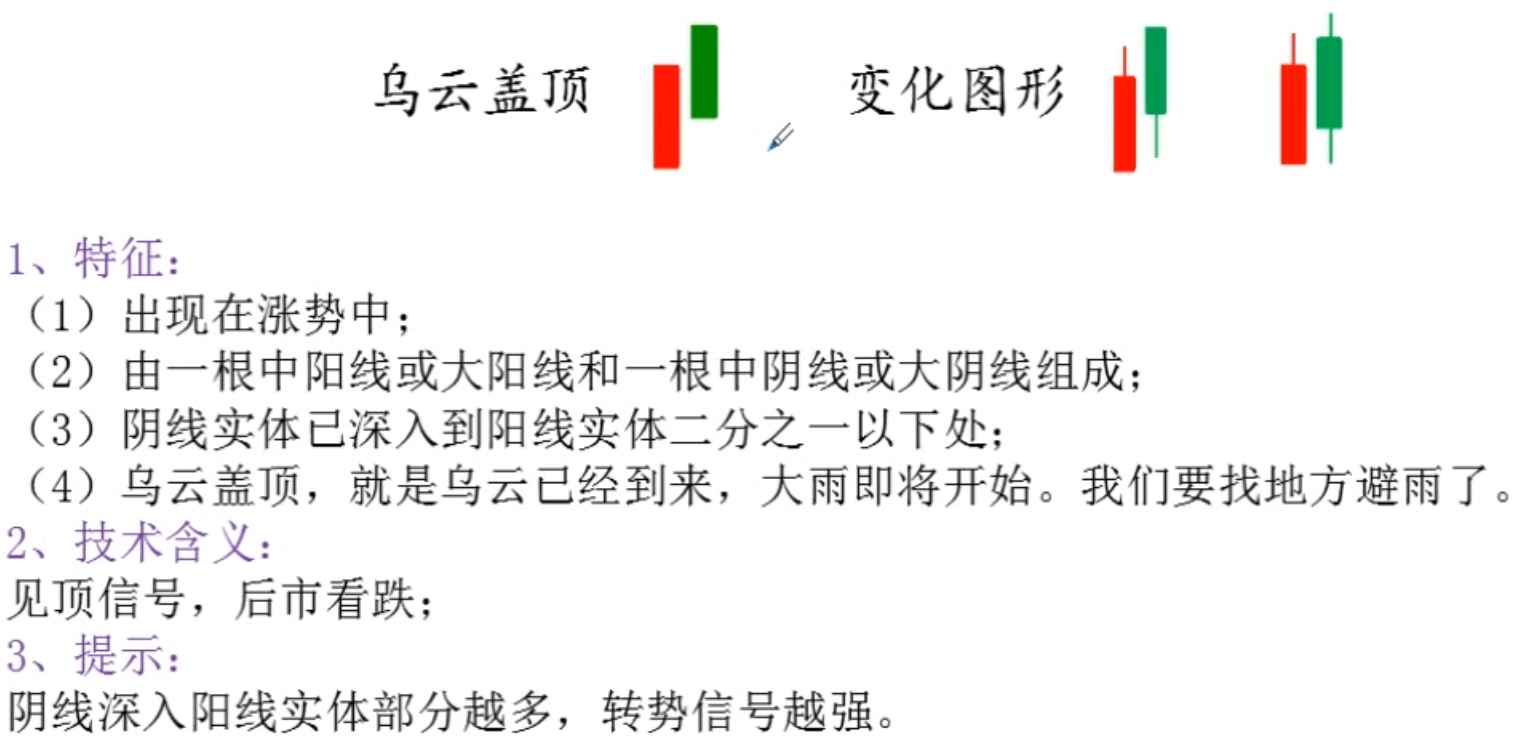 乌云盖顶 变化图形
1、特征：
（1）出现在涨势中；
（2）由一根中阳线或大阳线和一根中阴线或大阴线组成；
（3）阴线实体已深入到阳线实体二分之一以下处；
（4）乌云盖顶，就是乌云已经到来，大雨即将开始。我们要找地方避雨了。
2、技术含义：
见顶信号，后市看跌；
3、提示：
阴线深入阳线实体部分越多，转势信号越强。